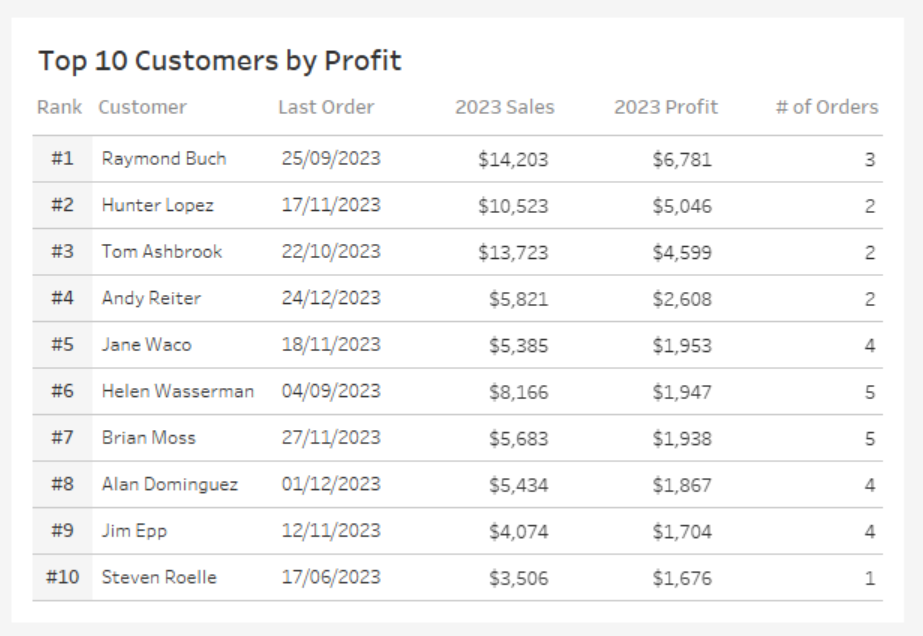 Top 10 Customers by Profit
Rank Customer Last Order 2023 Sales 2023 Profit # of Orders
#1 Raymond Buch 25/09/2023 $14,203 $6,781 3
#2 Hunter Lopez 17/11/2023 $10,523 $5,046 2
#3 Tom Ashbrook 22/10/2023 $13,723 $4,599 2
#4 Andy Reiter 24/12/2023 $5,821 $2,608 2
#5 Jane Waco 18/11/2023 $5,385 $1,953 4
#6 Helen Wasserman 04/09/2023 $8,166 $1,947 5
#7 Brian Moss 27/11/2023 $5,683 $1,938 5
#8 Alan Dominguez 01/12/2023 $5,434 $1,867 4
#9 Jim Epp 12/11/2023 $4,074 $1,704 4
#10 Steven Roelle 17/06/2023 $3,506 $1,676 1